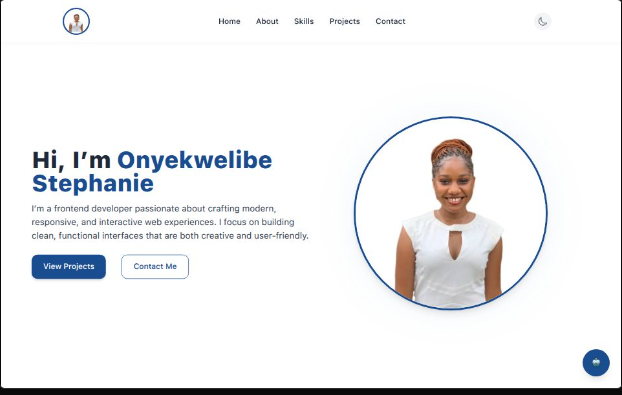 Home About Skills Projects Contact
Hi, I’m Onyekwelibe
Stephanie
I’m a frontend developer passionate about crafting modern,
responsive, and interactive web experiences. I focus on building
clean, functional interfaces that are both creative and user-friendly.
View Projects Contact Me